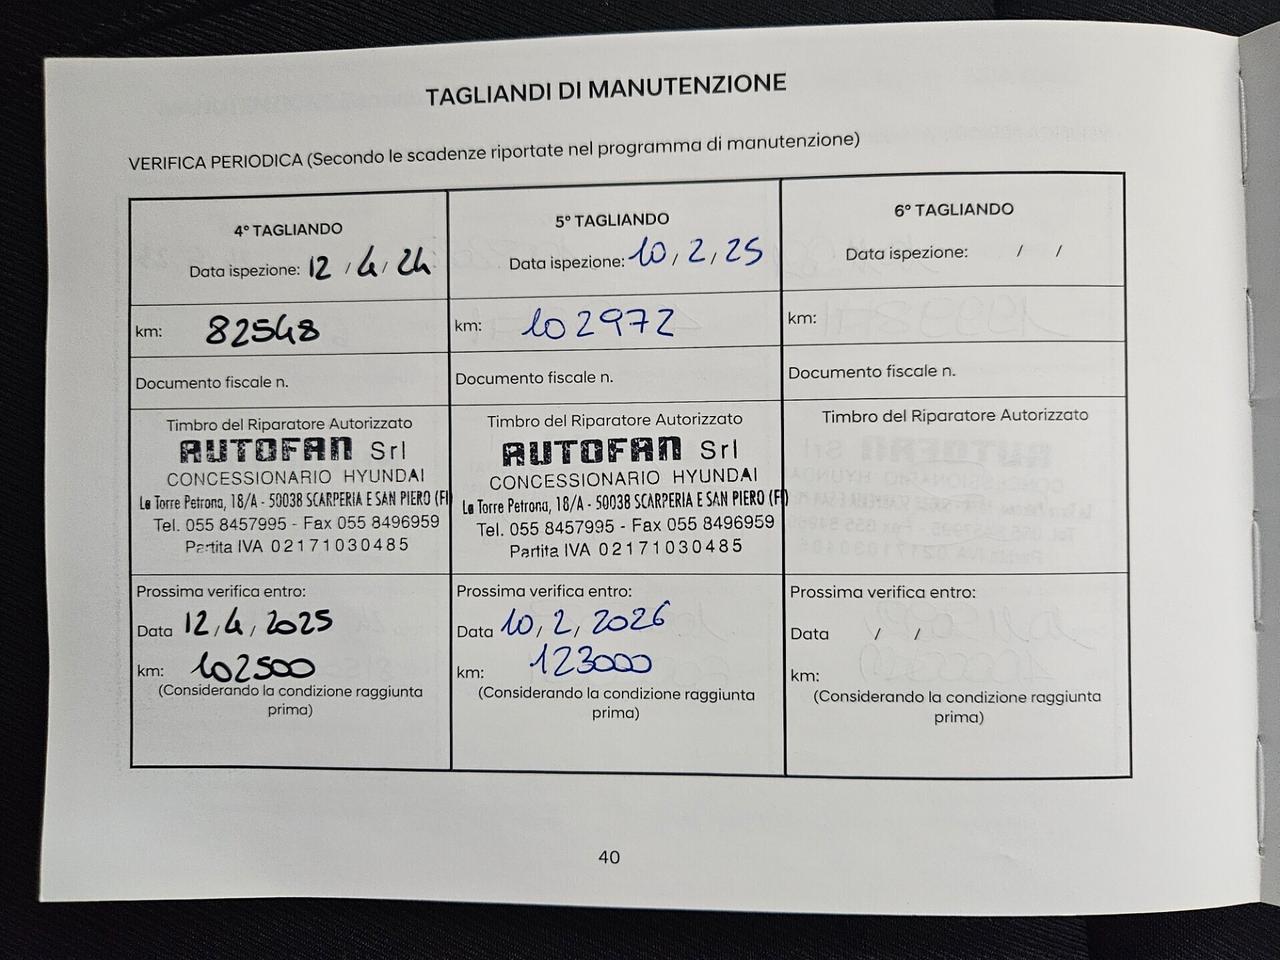 TAGLIANDI DI MANUTENZIONE
VERIFICA PERIODICA (Secondo le scadenze riportate nel programma di manutenzione)
4° TAGLIANDO
Data ispezione: 12 / 4 / 24
km: 82548
Documento fiscale n.
Timbro del Riparatore Autorizzato
AUTOFAN Srl
CONCESSIONARIO HYUNDAI
Le Torre Petrona, 18/A - 50038 SCARPERIA E SAN PIERO (FI)
Tel. 055 8457995 - Fax 055 8496959
Partita IVA 02171030485
Prossima verifica entro:
Data 12, 4, 2025
km: 102500
(Considerando la condizione raggiunta
prima)
5° TAGLIANDO
Data ispezione: 10, 2, 25
km: 102972
Documento fiscale n.
Timbro del Riparatore Autorizzato
AUTOFAN Srl
CONCESSIONARIO HYUNDAI
La Torre Petrona, 18/A - 50038 SCARPERIA E SAN PIERO (FI)
Tel. 055 8457995 - Fax 055 8496959
Partita IVA 02171030485
Prossima verifica entro:
Data 10, 2, 2026
km: 123000
(Considerando la condizione raggiunta
prima)
6° TAGLIANDO
Data ispezione: / /
km:
Documento fiscale n.
Timbro del Riparatore Autorizzato
Prossima verifica entro:
Data / /
km:
(Considerando la condizione raggiunta
prima)
40